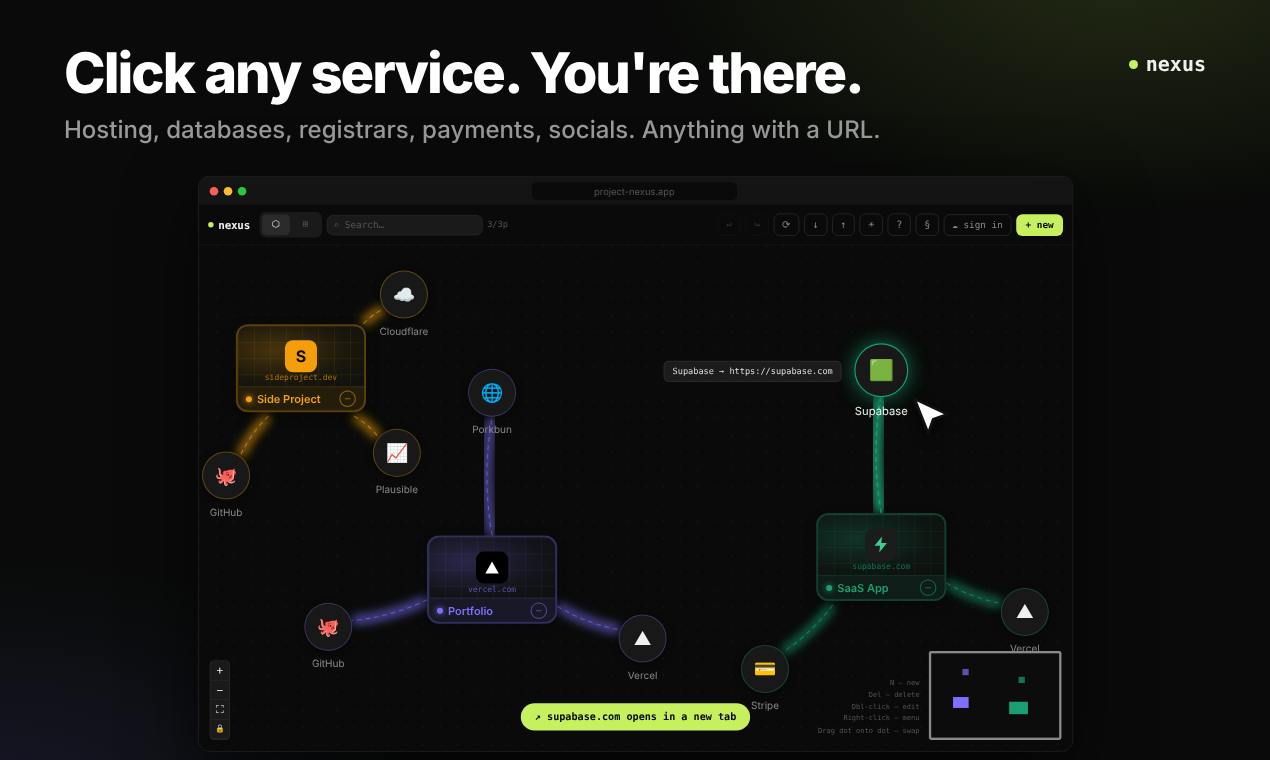 Click any service. You're there.
nexus
Hosting, databases, registrars, payments, socials. Anything with a URL.
project-nexus.app
nexus
Search…
3/3p
?
§
sign in
+ new
Cloudflare
S
sideproject.dev
Side Project
Supabase → https://supabase.com
Supabase
Porkbun
Plausible
GitHub
supabase.com
SaaS App
vercel.com
Portfolio
GitHub
Vercel
Vercel
Stripe
N — new
Del — delete
Dbl-click — edit
Right-click — menu
Drag dot onto dot — swap
↗ supabase.com opens in a new tab